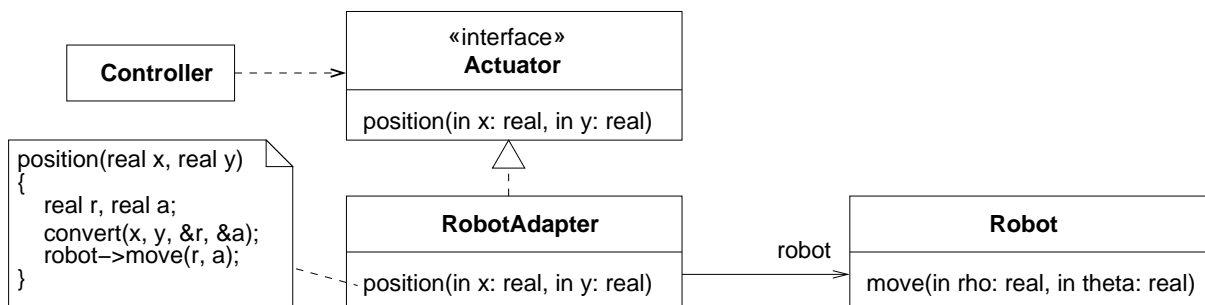 «interface»
Controller
Actuator
position(in x: real, in y: real)
position(real x, real y)
{
real r, real a;
convert(x, y, &r, &a);
robot−>move(r, a);
}
RobotAdapter
position(in x: real, in y: real)
robot
Robot
move(in rho: real, in theta: real)